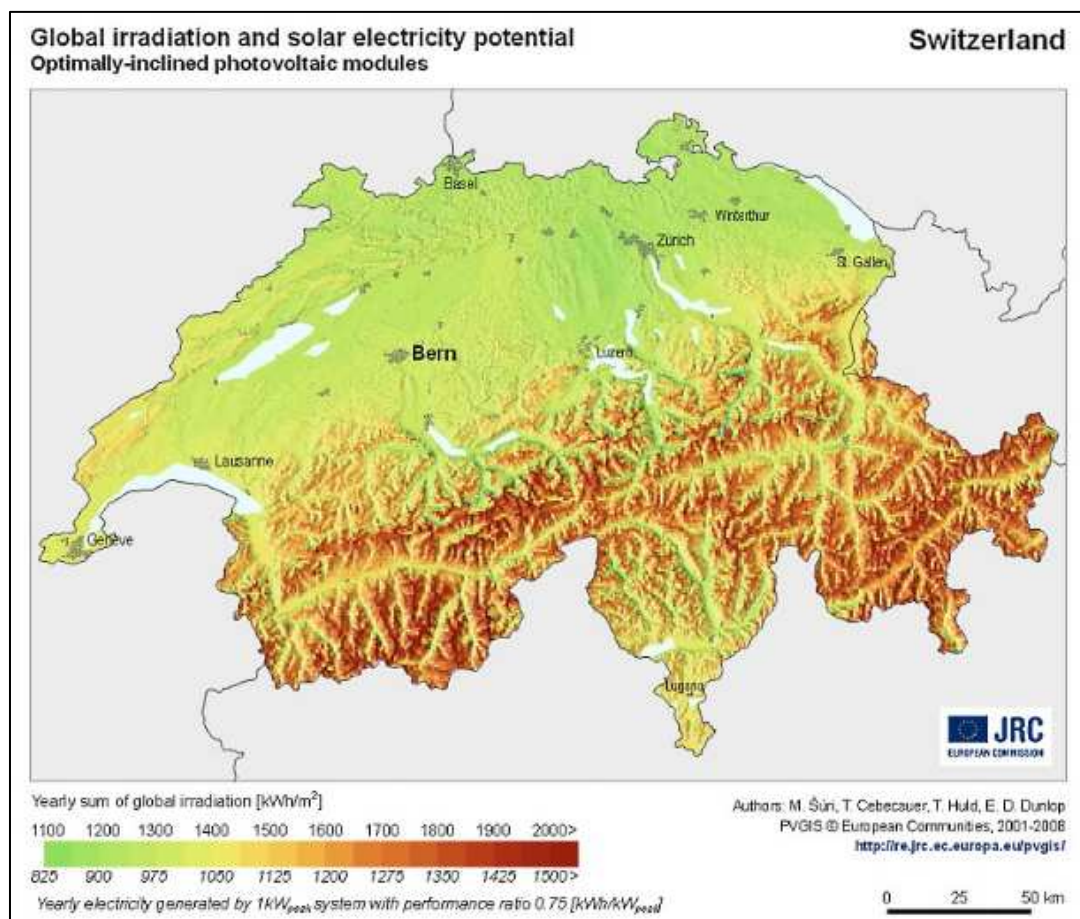 Global irradiation and solar electricity potential
Switzerland
Optimally-inclined photovoltaic modules
Basel
Winterthur
Zürich
St. Gallen
Bern
Luzern
Lausanne
Genève
Lugano
JRC
EUROPEAN COMMISSION
Yearly sum of global irradiation [kWh/m²]
1100 1200 1300 1400 1500 1600 1700 1800 1900 2000>
825 900 975 1050 1125 1200 1275 1350 1425 1500>
Yearly electricity generated by 1kWpeak system with performance ratio 0.75 [kWh/kWpeak]
Authors: M. Šúri, T. Cebecauer, T. Huld, E. D. Dunlop
PVGIS © European Communities, 2001-2008
http://re.jrc.ec.europa.eu/pvgis/
0 25 50 km